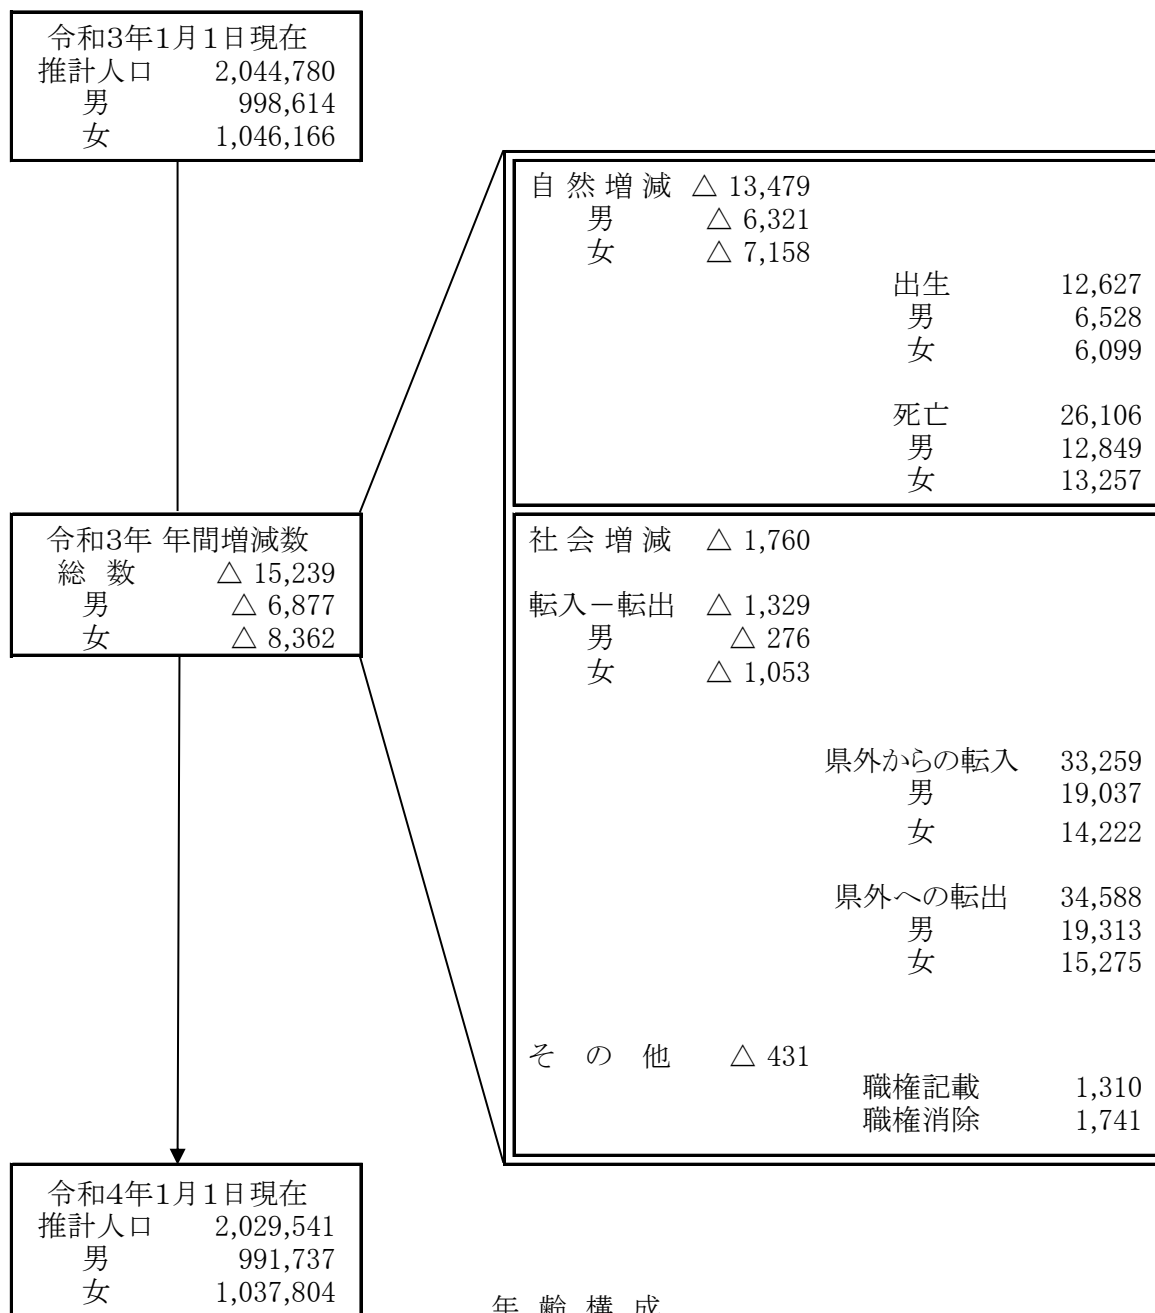 令和３年１月１日現在
推計人口 2,044,780
男 998,614
女 1,046,166
自 然 増 減 △ 13,479
男 △ 6,321
女 △ 7,158
出生 12,627
男 6,528
女 6,099
死亡 26,106
男 12,849
女 13,257
令和３年 年間増減数
総 数 △ 15,239
男 △ 6,877
女 △ 8,362
社 会 増 減 △ 1,760
転入－転出 △ 1,329
男 △ 276
女 △ 1,053
県外からの転入 33,259
男 19,037
女 14,222
県外への転出 34,588
男 19,313
女 15,275
そ の 他 △ 431
職権記載 1,310
職権消除 1,741
令和４年１月１日現在
推計人口 2,029,541
男 991,737
女 1,037,804
年 齢 構 成